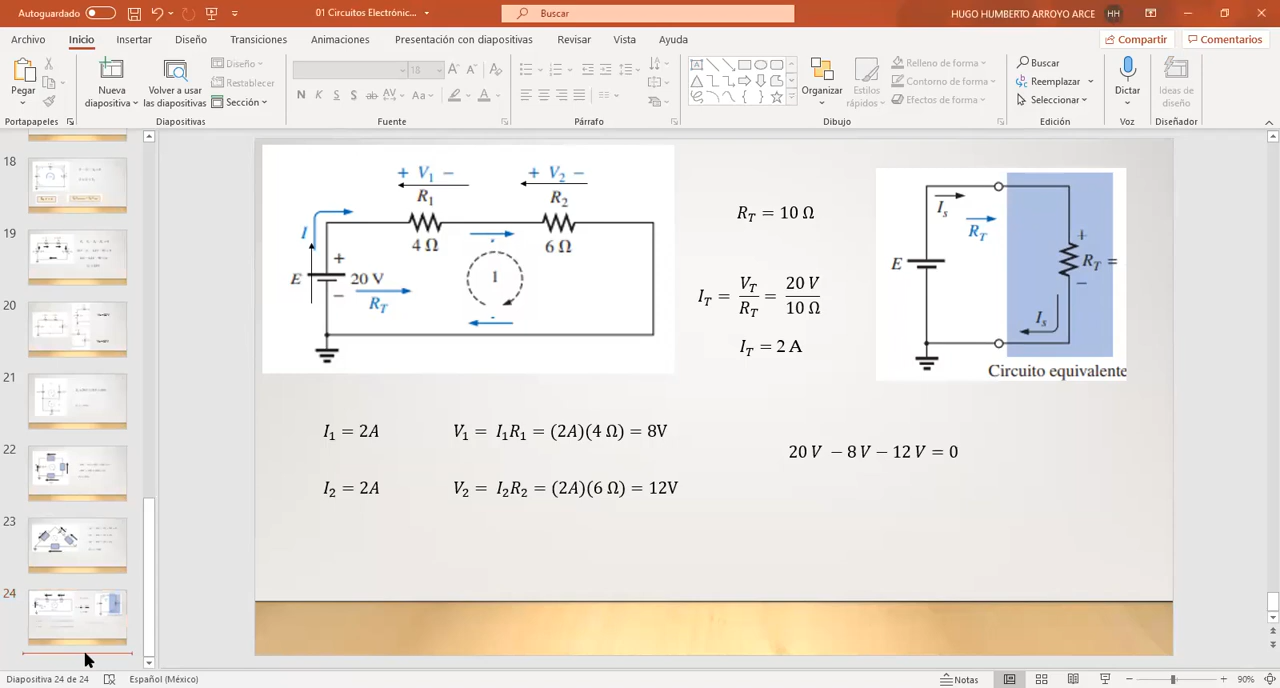 Autoguardado
01 Circuitos Electrónic...
Buscar
HUGO HUMBERTO ARROYO ARCE
HH
Archivo
Inicio
Insertar
Diseño
Transiciones
Animaciones
Presentación con diapositivas
Revisar
Vista
Ayuda
Compartir
Comentarios
Pegar
Nueva diapositiva
Volver a usar las diapositivas
Diseño
Restablecer
Sección
18
N K S S ab AV Aa A
Organizar
Estilos rápidos
Relleno de forma
Contorno de forma
Efectos de forma
Buscar
Reemplazar
Seleccionar
Dictar
Ideas de diseño
Portapapeles
Diapositivas
Fuente
Párrafo
Dibujo
Edición
Voz
Diseñador
18
19
20
21
22
23
24
+ V₁ −
+ V₂ −
R₁
R₂
I
4 Ω
6 Ω
+
E
20 V
−
R_T
1
R_T = 10 Ω
I_T = V_T / R_T = 20 V / 10 Ω
I_T = 2 A
I_s
R_T
E
+
R_T =
−
I_s
Circuito equivalente
I₁ = 2A
V₁ = I₁R₁ = (2A)(4 Ω) = 8V
20 V − 8 V − 12 V = 0
I₂ = 2A
V₂ = I₂R₂ = (2A)(6 Ω) = 12V
Diapositiva 24 de 24
Español (México)
Notas
90%